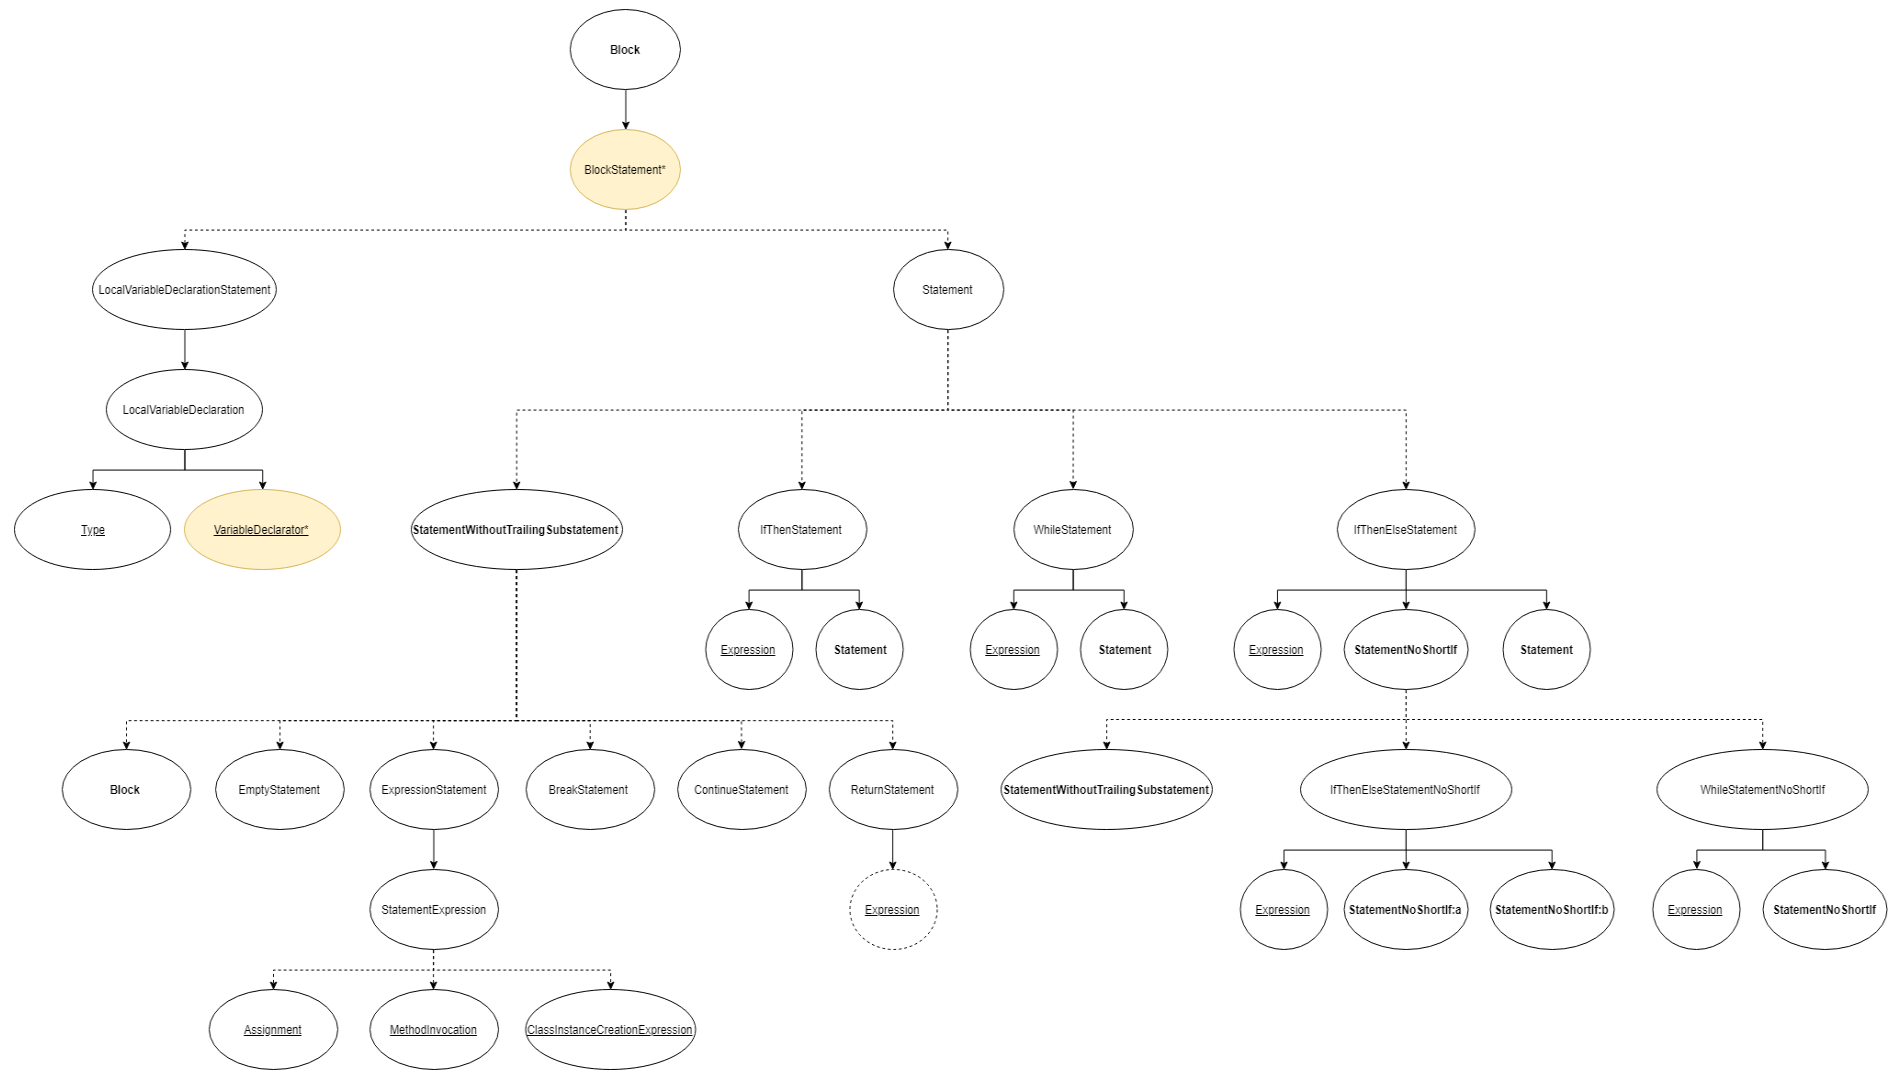 Block
BlockStatement*
LocalVariableDeclarationStatement
Statement
LocalVariableDeclaration
Type
VariableDeclarator*
StatementWithoutTrailingSubstatement
IfThenStatement
WhileStatement
IfThenElseStatement
Expression
Statement
Expression
Statement
Expression
StatementNoShortIf
Statement
Block
EmptyStatement
ExpressionStatement
BreakStatement
ContinueStatement
ReturnStatement
StatementWithoutTrailingSubstatement
IfThenElseStatementNoShortIf
WhileStatementNoShortIf
StatementExpression
Expression
Expression
StatementNoShortIf:a
StatementNoShortIf:b
Expression
StatementNoShortIf
Assignment
MethodInvocation
ClassInstanceCreationExpression